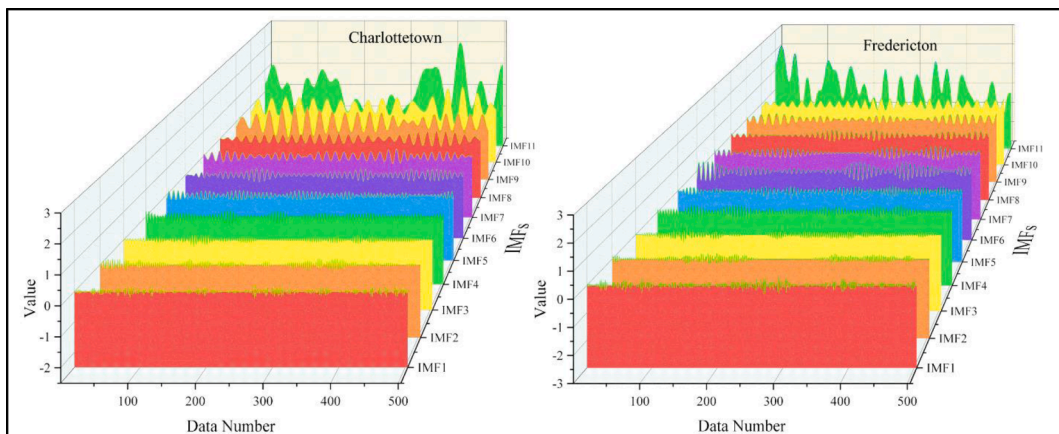 Charlottetown
3
2
1
0
-1
-2
Value
100
200
300
400
500
Data Number
IMF1
IMF2
IMF3
IMF4
IMF5
IMF6
IMF7
IMF8
IMF9
IMF10
IMF11
IMFs
Fredericton
3
2
1
0
-1
-2
-3
Value
100
200
300
400
500
Data Number
IMF1
IMF2
IMF3
IMF4
IMF5
IMF6
IMF7
IMF8
IMF9
IMF10
IMF11
IMFs